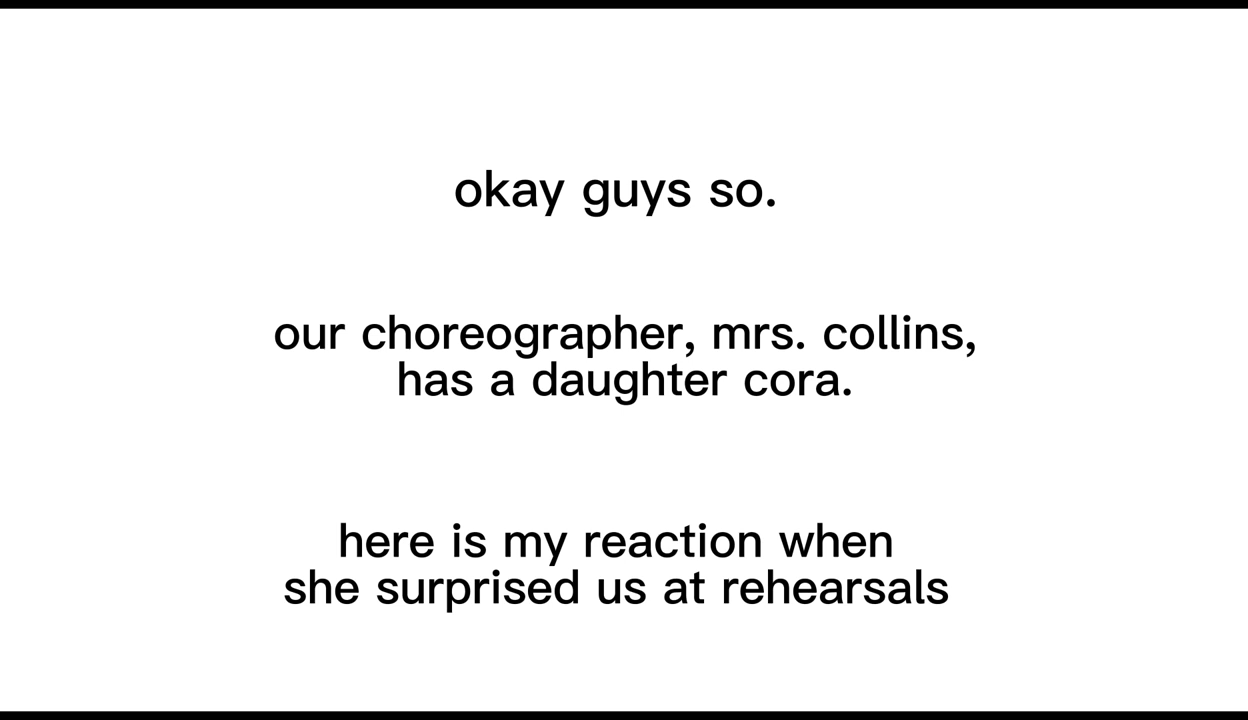 okay guys so.
our choreographer, mrs. collins,
has a daughter cora.
here is my reaction when
she surprised us at rehearsals